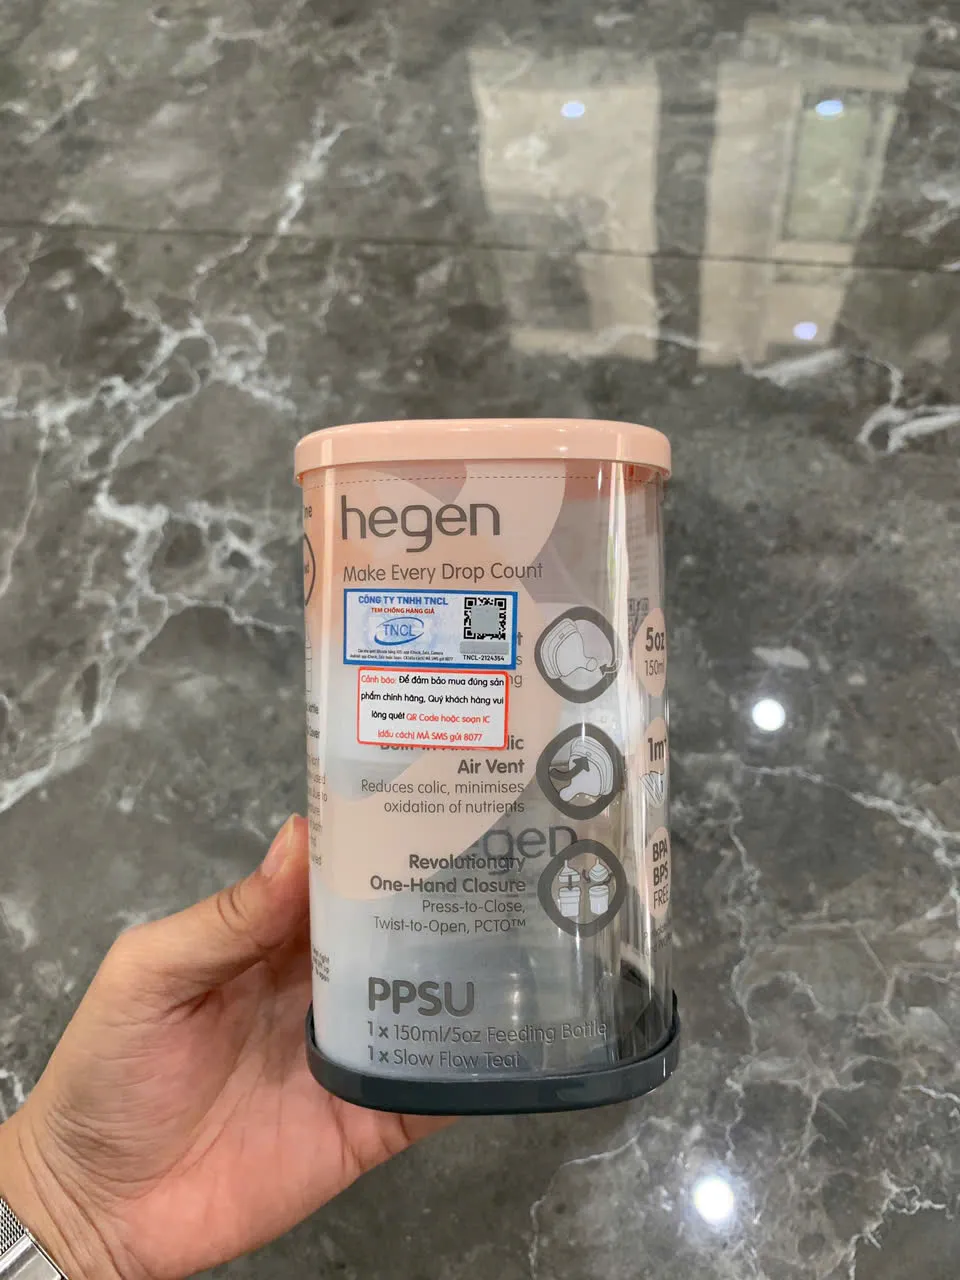 hegen
Make Every Drop Count
CÔNG TY TNHH TNCL
TEM CHỐNG HÀNG GIẢ
TNCL
TNCL-2124354
Cảnh báo: Để đảm bảo mua đúng sản
phẩm chính hãng, Quý khách hàng vui
lòng quét QR Code hoặc soạn IC
(dấu cách) MÃ SMS gửi 8077
Air Vent
Reduces colic, minimises
oxidation of nutrients
Revolutionary
One-Hand Closure
Press-to-Close,
Twist-to-Open, PCTO™
PPSU
1 x 150ml/5oz Feeding Bottle
1 x Slow Flow Teat
5oz
150ml
1m+
BPA
BPS
FREE